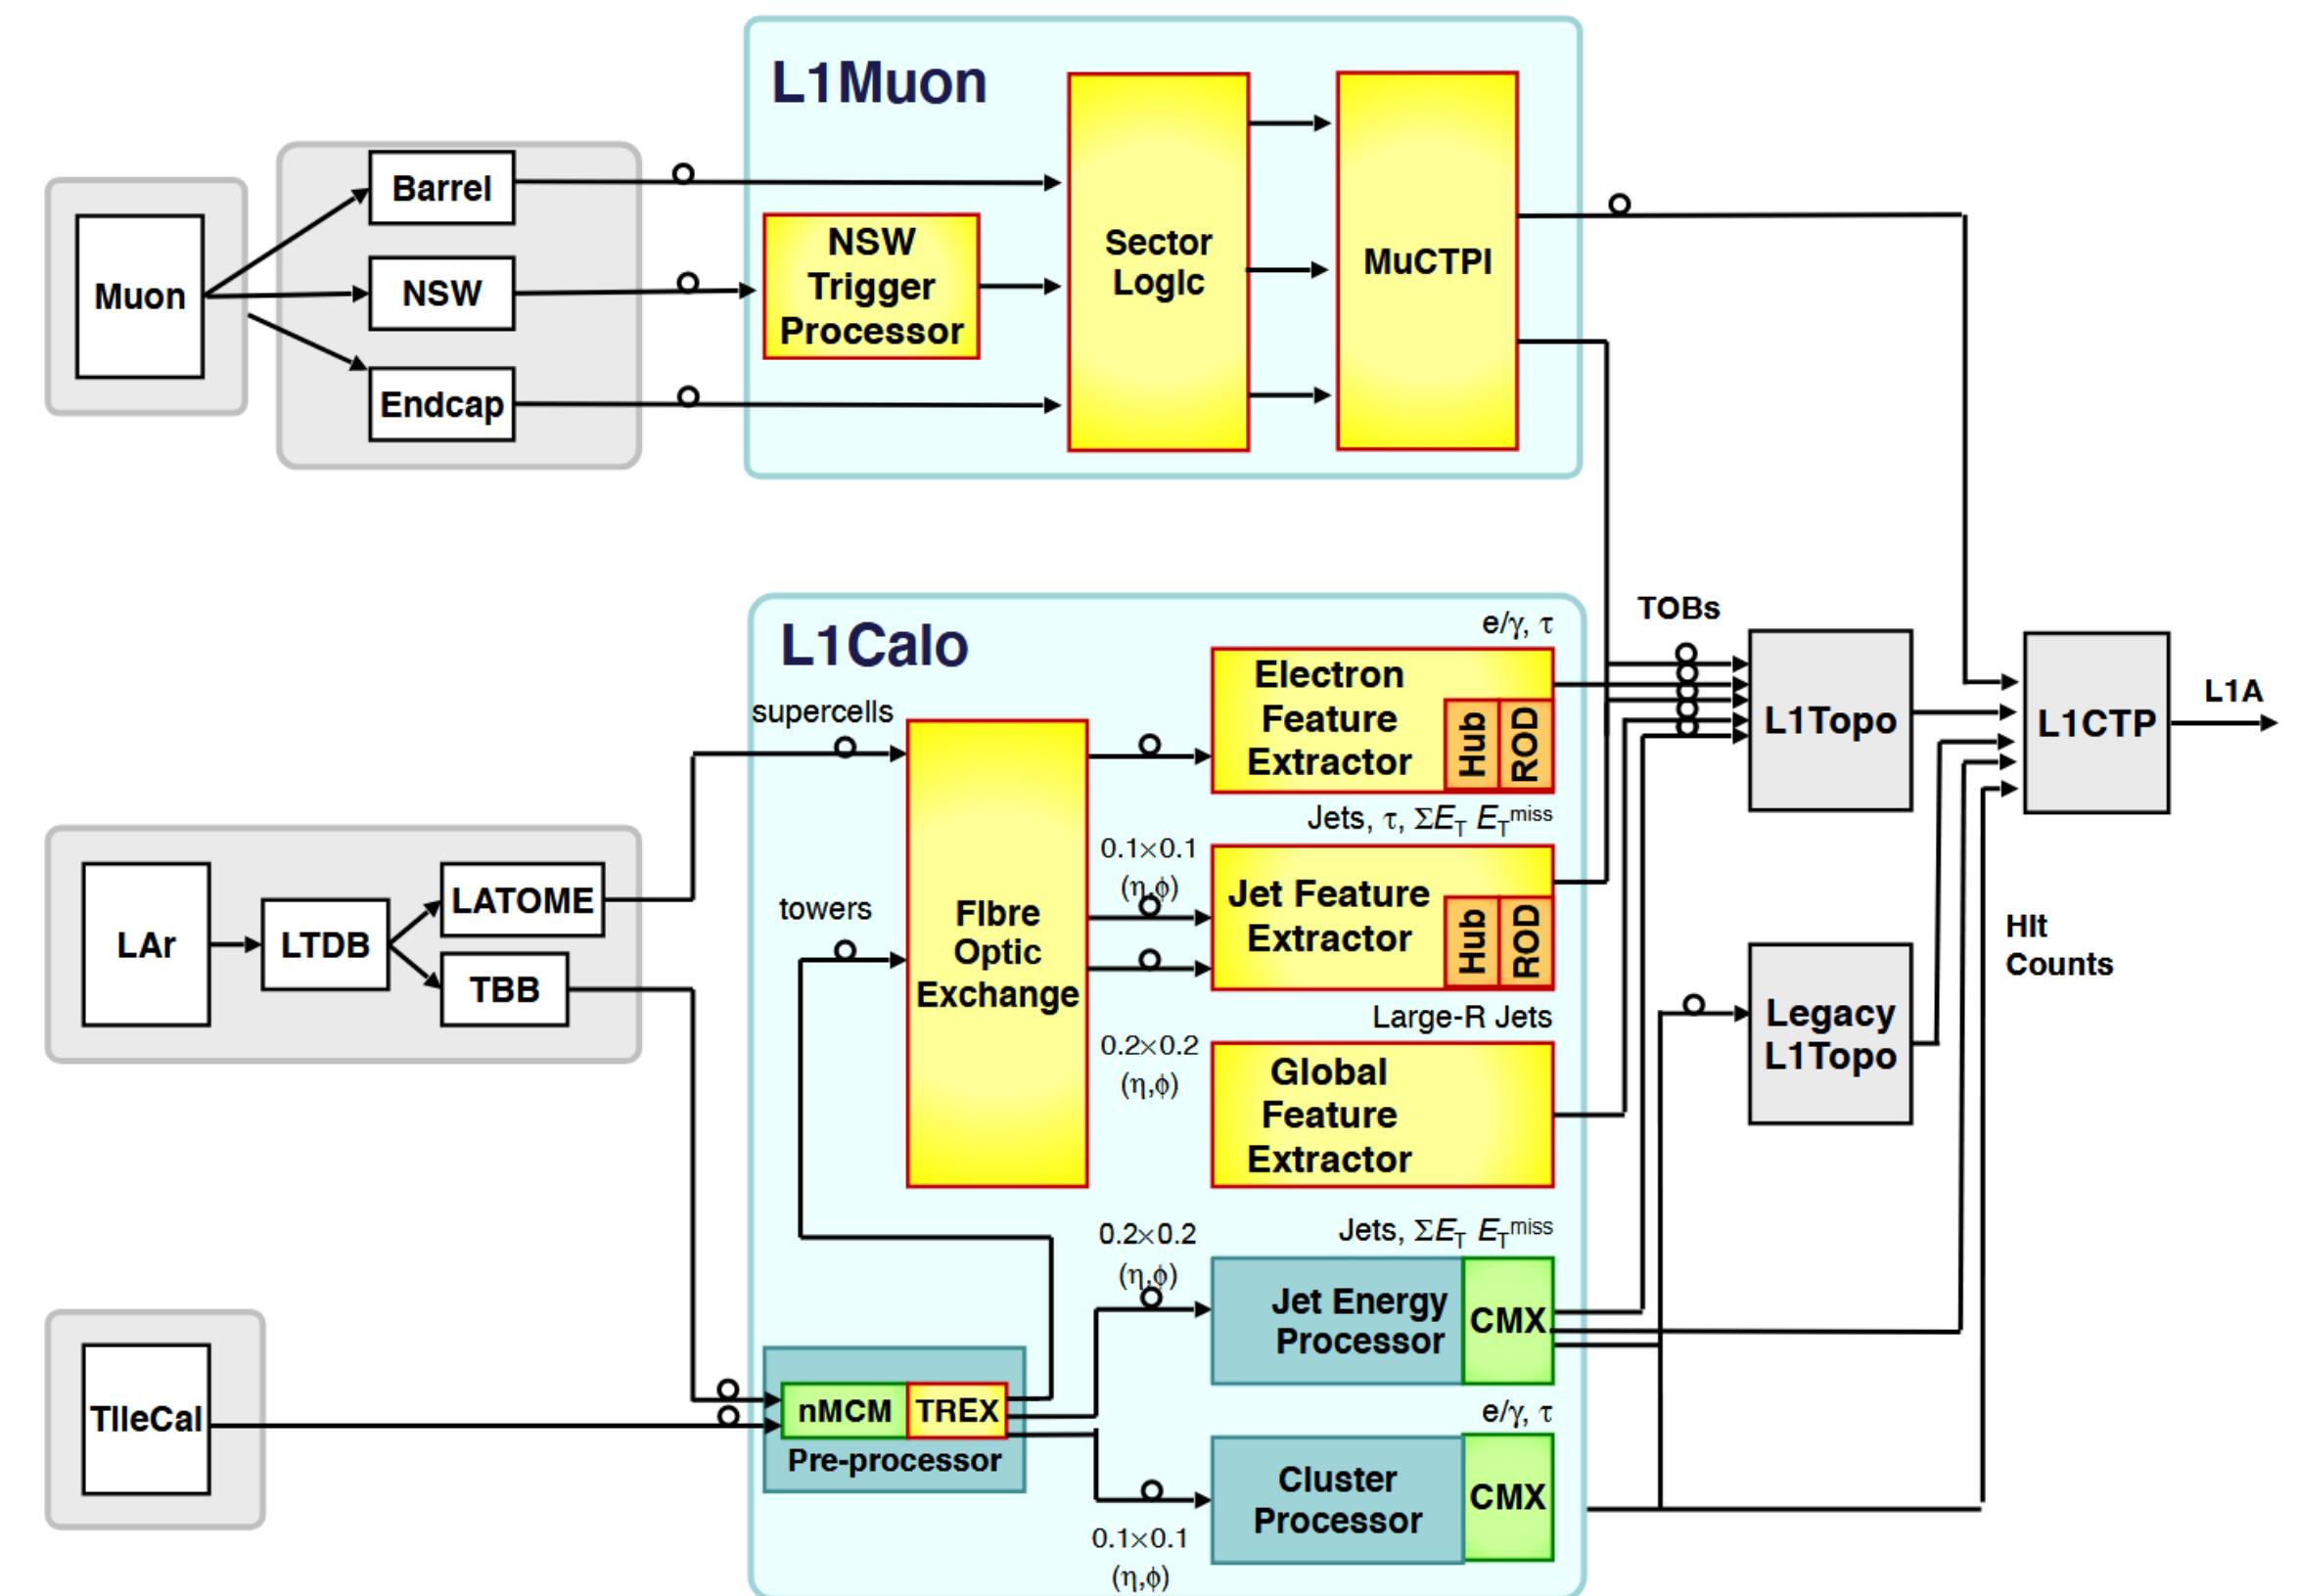 L1Muon
Barrel
Muon
NSW
Endcap
NSW
Trigger
Processor
Sector
Logic
MuCTPI
L1Calo
supercells
towers
Fibre
Optic
Exchange
e/γ, τ
Electron
Feature
Extractor
Hub
ROD
Jets, τ, ΣET ETmiss
0.1×0.1
(η,ϕ)
Jet Feature
Extractor
Hub
ROD
Large-R Jets
0.2×0.2
(η,ϕ)
Global
Feature
Extractor
TOBs
L1Topo
L1CTP
L1A
Hit
Counts
Legacy
L1Topo
LAr
LTDB
LATOME
TBB
TileCal
nMCM
TREX
Pre-processor
0.2×0.2
(η,ϕ)
Jets, ΣET ETmiss
Jet Energy
Processor
CMX
e/γ, τ
Cluster
Processor
CMX
0.1×0.1
(η,ϕ)